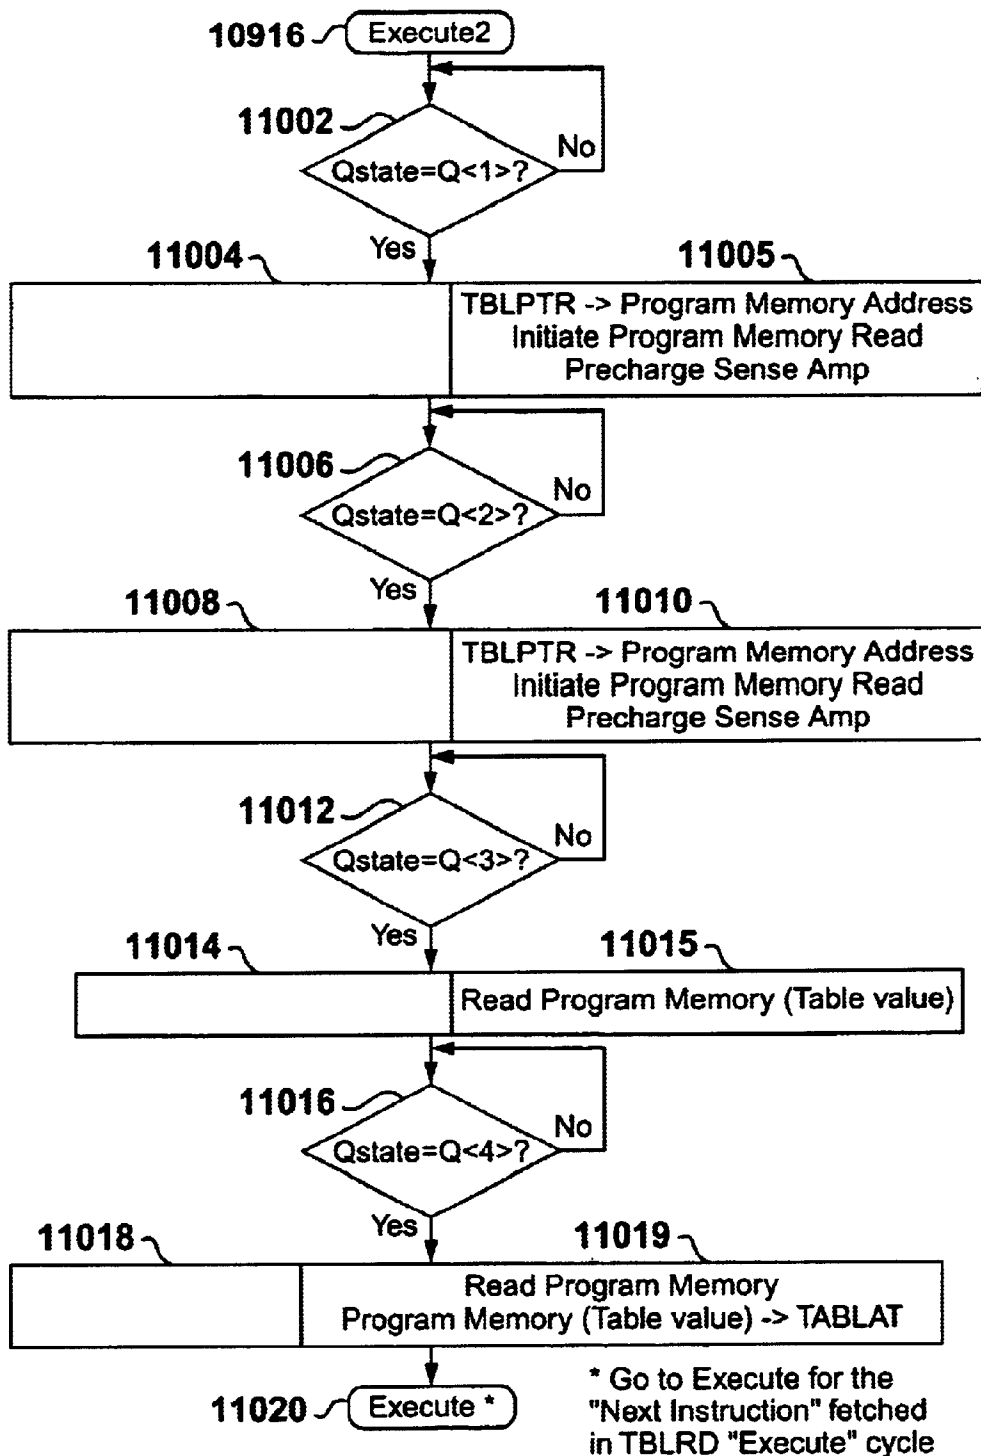 10916 Execute2
11002
Qstate=Q<1>?
No
Yes
11004 11005
TBLPTR -> Program Memory Address
Initiate Program Memory Read
Precharge Sense Amp
11006
Qstate=Q<2>?
No
Yes
11008 11010
TBLPTR -> Program Memory Address
Initiate Program Memory Read
Precharge Sense Amp
11012
Qstate=Q<3>?
No
Yes
11014 11015
Read Program Memory (Table value)
11016
Qstate=Q<4>?
No
Yes
11018 11019
Read Program Memory
Program Memory (Table value) -> TABLAT
11020 Execute *
* Go to Execute for the
"Next Instruction" fetched
in TBLRD "Execute" cycle